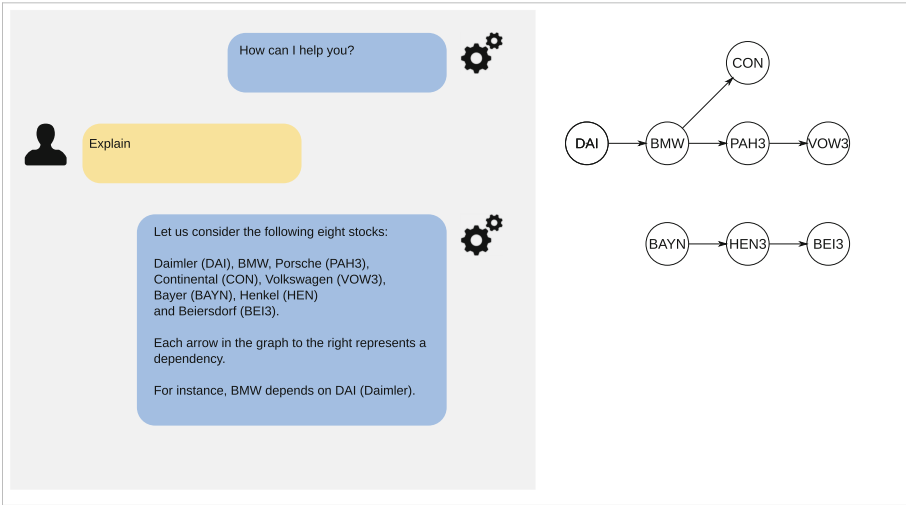 How can I help you?
Explain
Let us consider the following eight stocks:
Daimler (DAI), BMW, Porsche (PAH3),
Continental (CON), Volkswagen (VOW3),
Bayer (BAYN), Henkel (HEN)
and Beiersdorf (BEI3).
Each arrow in the graph to the right represents a
dependency.
For instance, BMW depends on DAI (Daimler).
CON
DAI
BMW
PAH3
VOW3
BAYN
HEN3
BEI3